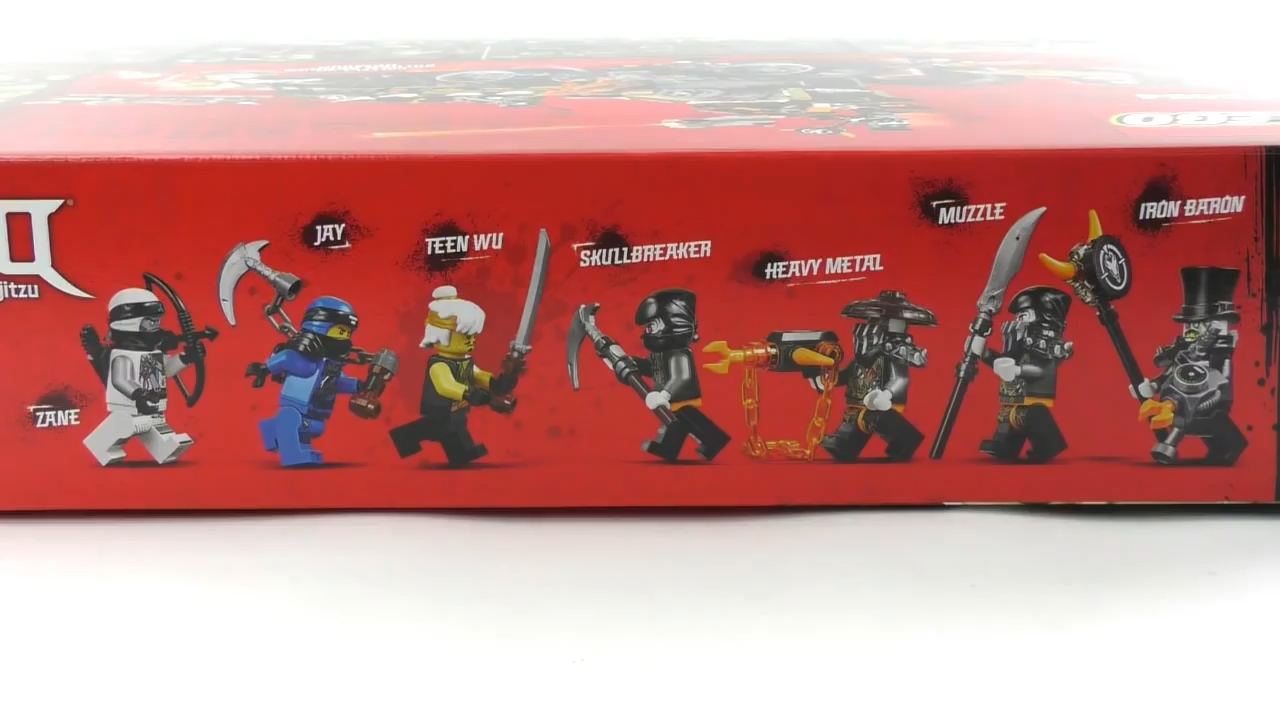 jitzu
ZANE
JAY
TEEN WU
SKULLBREAKER
HEAVY METAL
MUZZLE
IRON BARON